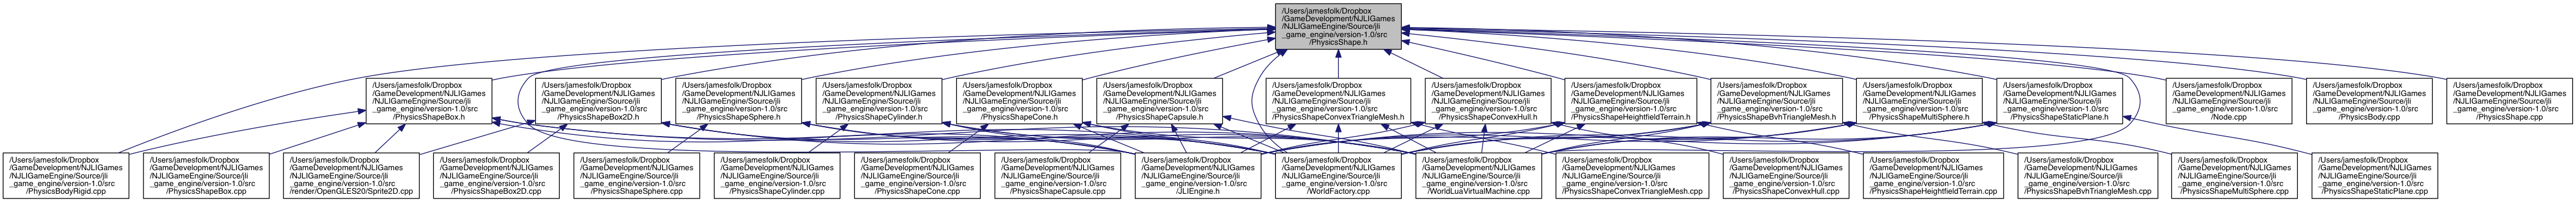 /Users/jamesfolk/Dropbox
/GameDevelopment/NJLIGames
/NJLIGameEngine/Source/jli
_game_engine/version-1.0/src
/PhysicsShape.h
/Users/jamesfolk/Dropbox
/GameDevelopment/NJLIGames
/NJLIGameEngine/Source/jli
_game_engine/version-1.0/src
/PhysicsShapeBox.h
/Users/jamesfolk/Dropbox
/GameDevelopment/NJLIGames
/NJLIGameEngine/Source/jli
_game_engine/version-1.0/src
/PhysicsShapeBox2D.h
/Users/jamesfolk/Dropbox
/GameDevelopment/NJLIGames
/NJLIGameEngine/Source/jli
_game_engine/version-1.0/src
/PhysicsShapeSphere.h
/Users/jamesfolk/Dropbox
/GameDevelopment/NJLIGames
/NJLIGameEngine/Source/jli
_game_engine/version-1.0/src
/PhysicsShapeCylinder.h
/Users/jamesfolk/Dropbox
/GameDevelopment/NJLIGames
/NJLIGameEngine/Source/jli
_game_engine/version-1.0/src
/PhysicsShapeCone.h
/Users/jamesfolk/Dropbox
/GameDevelopment/NJLIGames
/NJLIGameEngine/Source/jli
_game_engine/version-1.0/src
/PhysicsShapeCapsule.h
/Users/jamesfolk/Dropbox
/GameDevelopment/NJLIGames
/NJLIGameEngine/Source/jli
_game_engine/version-1.0/src
/PhysicsShapeConvexTriangleMesh.h
/Users/jamesfolk/Dropbox
/GameDevelopment/NJLIGames
/NJLIGameEngine/Source/jli
_game_engine/version-1.0/src
/PhysicsShapeConvexHull.h
/Users/jamesfolk/Dropbox
/GameDevelopment/NJLIGames
/NJLIGameEngine/Source/jli
_game_engine/version-1.0/src
/PhysicsShapeHeightfieldTerrain.h
/Users/jamesfolk/Dropbox
/GameDevelopment/NJLIGames
/NJLIGameEngine/Source/jli
_game_engine/version-1.0/src
/PhysicsShapeBvhTriangleMesh.h
/Users/jamesfolk/Dropbox
/GameDevelopment/NJLIGames
/NJLIGameEngine/Source/jli
_game_engine/version-1.0/src
/PhysicsShapeMultiSphere.h
/Users/jamesfolk/Dropbox
/GameDevelopment/NJLIGames
/NJLIGameEngine/Source/jli
_game_engine/version-1.0/src
/PhysicsShapeStaticPlane.h
/Users/jamesfolk/Dropbox
/GameDevelopment/NJLIGames
/NJLIGameEngine/Source/jli
_game_engine/version-1.0/src
/Node.cpp
/Users/jamesfolk/Dropbox
/GameDevelopment/NJLIGames
/NJLIGameEngine/Source/jli
_game_engine/version-1.0/src
/PhysicsBody.cpp
/Users/jamesfolk/Dropbox
/GameDevelopment/NJLIGames
/NJLIGameEngine/Source/jli
_game_engine/version-1.0/src
/PhysicsShape.cpp
/Users/jamesfolk/Dropbox
/GameDevelopment/NJLIGames
/NJLIGameEngine/Source/jli
_game_engine/version-1.0/src
/PhysicsBodyRigid.cpp
/Users/jamesfolk/Dropbox
/GameDevelopment/NJLIGames
/NJLIGameEngine/Source/jli
_game_engine/version-1.0/src
/PhysicsShapeBox.cpp
/Users/jamesfolk/Dropbox
/GameDevelopment/NJLIGames
/NJLIGameEngine/Source/jli
_game_engine/version-1.0/src
/render/OpenGLES20/Sprite2D.cpp
/Users/jamesfolk/Dropbox
/GameDevelopment/NJLIGames
/NJLIGameEngine/Source/jli
_game_engine/version-1.0/src
/PhysicsShapeBox2D.cpp
/Users/jamesfolk/Dropbox
/GameDevelopment/NJLIGames
/NJLIGameEngine/Source/jli
_game_engine/version-1.0/src
/PhysicsShapeSphere.cpp
/Users/jamesfolk/Dropbox
/GameDevelopment/NJLIGames
/NJLIGameEngine/Source/jli
_game_engine/version-1.0/src
/PhysicsShapeCylinder.cpp
/Users/jamesfolk/Dropbox
/GameDevelopment/NJLIGames
/NJLIGameEngine/Source/jli
_game_engine/version-1.0/src
/PhysicsShapeCone.cpp
/Users/jamesfolk/Dropbox
/GameDevelopment/NJLIGames
/NJLIGameEngine/Source/jli
_game_engine/version-1.0/src
/PhysicsShapeCapsule.cpp
/Users/jamesfolk/Dropbox
/GameDevelopment/NJLIGames
/NJLIGameEngine/Source/jli
_game_engine/version-1.0/src
/JLIEngine.h
/Users/jamesfolk/Dropbox
/GameDevelopment/NJLIGames
/NJLIGameEngine/Source/jli
_game_engine/version-1.0/src
/WorldFactory.cpp
/Users/jamesfolk/Dropbox
/GameDevelopment/NJLIGames
/NJLIGameEngine/Source/jli
_game_engine/version-1.0/src
/WorldLuaVirtualMachine.cpp
/Users/jamesfolk/Dropbox
/GameDevelopment/NJLIGames
/NJLIGameEngine/Source/jli
_game_engine/version-1.0/src
/PhysicsShapeConvexTriangleMesh.cpp
/Users/jamesfolk/Dropbox
/GameDevelopment/NJLIGames
/NJLIGameEngine/Source/jli
_game_engine/version-1.0/src
/PhysicsShapeConvexHull.cpp
/Users/jamesfolk/Dropbox
/GameDevelopment/NJLIGames
/NJLIGameEngine/Source/jli
_game_engine/version-1.0/src
/PhysicsShapeHeightfieldTerrain.cpp
/Users/jamesfolk/Dropbox
/GameDevelopment/NJLIGames
/NJLIGameEngine/Source/jli
_game_engine/version-1.0/src
/PhysicsShapeBvhTriangleMesh.cpp
/Users/jamesfolk/Dropbox
/GameDevelopment/NJLIGames
/NJLIGameEngine/Source/jli
_game_engine/version-1.0/src
/PhysicsShapeMultiSphere.cpp
/Users/jamesfolk/Dropbox
/GameDevelopment/NJLIGames
/NJLIGameEngine/Source/jli
_game_engine/version-1.0/src
/PhysicsShapeStaticPlane.cpp